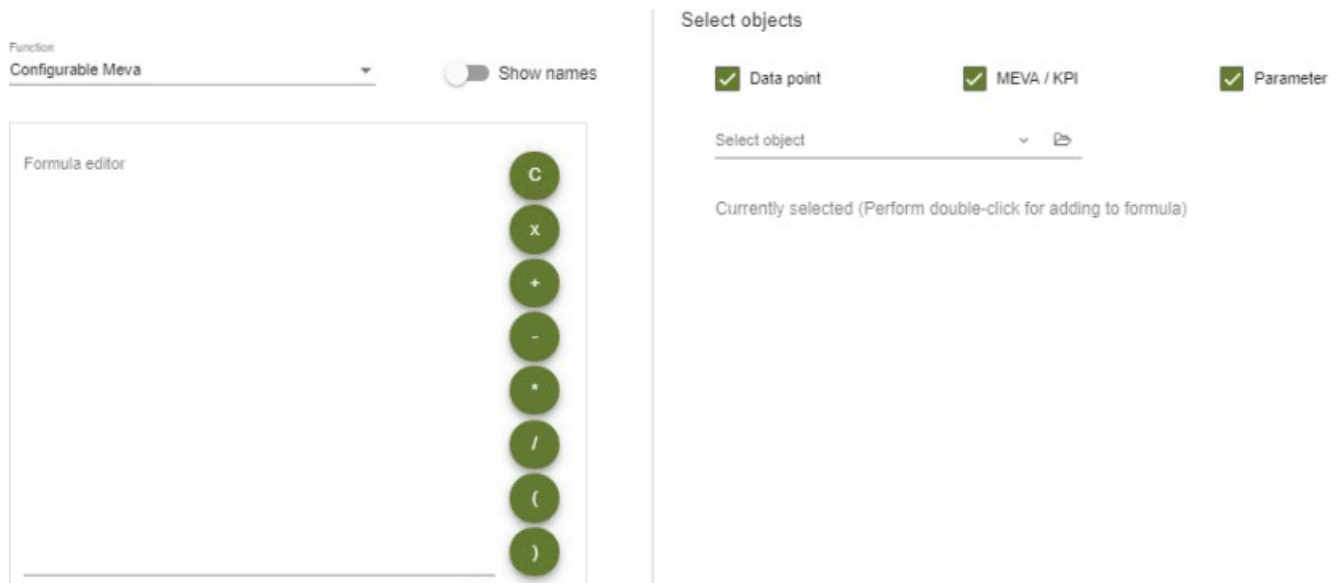 Function
Configurable Meva
Show names
Formula editor
C
x
+
-
*
/
(
)
Select objects
Data point
MEVA / KPI
Parameter
Select object
Currently selected (Perform double-click for adding to formula)